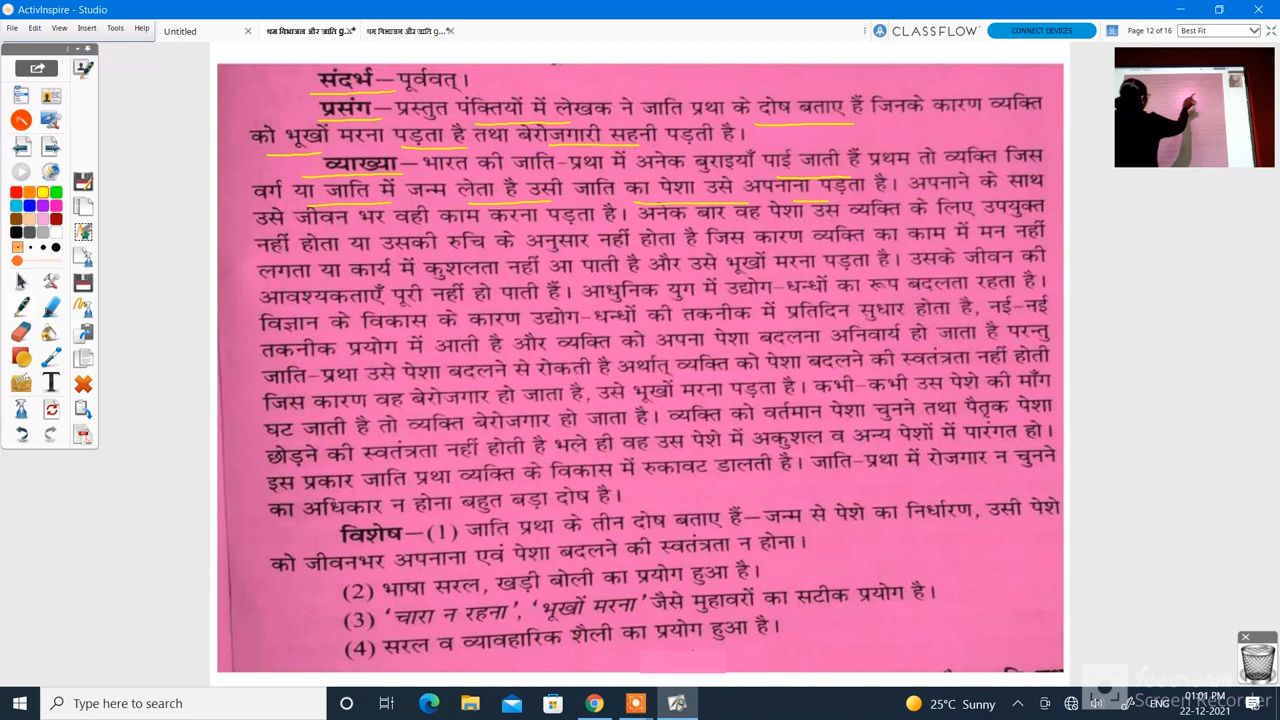 ActivInspire - Studio
File Edit View Insert Tools Help
Untitled
श्रम विभाजन और जाति g...*
श्रम विभाजन और जाति g...
CLASSFLOW
CONNECT DEVICES
Page 12 of 16
Best Fit
संदर्भ—पूर्ववत्।
प्रसंग—प्रस्तुत पंक्तियों में लेखक ने जाति प्रथा के दोष बताए हैं जिनके कारण व्यक्ति
को भूखों मरना पड़ता है तथा बेरोजगारी सहनी पड़ती है।
व्याख्या—भारत की जाति-प्रथा में अनेक बुराइयाँ पाई जाती हैं प्रथम तो व्यक्ति जिस
वर्ग या जाति में जन्म लेता है उसी जाति का पेशा उसे अपनाना पड़ता है। अपनाने के साथ
उसे जीवन भर वही काम करना पड़ता है। अनेक बार वह पेशा उस व्यक्ति के लिए उपयुक्त
नहीं होता या उसकी रुचि के अनुसार नहीं होता है जिस कारण व्यक्ति का काम में मन नहीं
लगता या कार्य में कुशलता नहीं आ पाती है और उसे भूखों मरना पड़ता है। उसके जीवन की
आवश्यकताएँ पूरी नहीं हो पाती हैं। आधुनिक युग में उद्योग-धन्धों का रूप बदलता रहता है।
विज्ञान के विकास के कारण उद्योग-धन्धों की तकनीक में प्रतिदिन सुधार होता है, नई-नई
तकनीक प्रयोग में आती है और व्यक्ति को अपना पेशा बदलना अनिवार्य हो जाता है परन्तु
जाति-प्रथा उसे पेशा बदलने से रोकती है अर्थात् व्यक्ति को पेशा बदलने की स्वतंत्रता नहीं होती
जिस कारण वह बेरोजगार हो जाता है, उसे भूखों मरना पड़ता है। कभी-कभी उस पेशे की माँग
घट जाती है तो व्यक्ति बेरोजगार हो जाता है। व्यक्ति को वर्तमान पेशा चुनने तथा पैतृक पेशा
छोड़ने की स्वतंत्रता नहीं होती है भले ही वह उस पेशे में अकुशल व अन्य पेशों में पारंगत हो।
इस प्रकार जाति प्रथा व्यक्ति के विकास में रुकावट डालती है। जाति-प्रथा में रोजगार न चुनने
का अधिकार न होना बहुत बड़ा दोष है।
विशेष—(1) जाति प्रथा के तीन दोष बताए हैं—जन्म से पेशे का निर्धारण, उसी पेशे
को जीवनभर अपनाना एवं पेशा बदलने की स्वतंत्रता न होना।
(2) भाषा सरल, खड़ी बोली का प्रयोग हुआ है।
(3) ‘चारा न रहना’, ‘भूखों मरना’ जैसे मुहावरों का सटीक प्रयोग है।
(4) सरल व व्यावहारिक शैली का प्रयोग हुआ है।
Screen Recorder
Type here to search
25°C Sunny
ENG
01:01 PM
22-12-2021